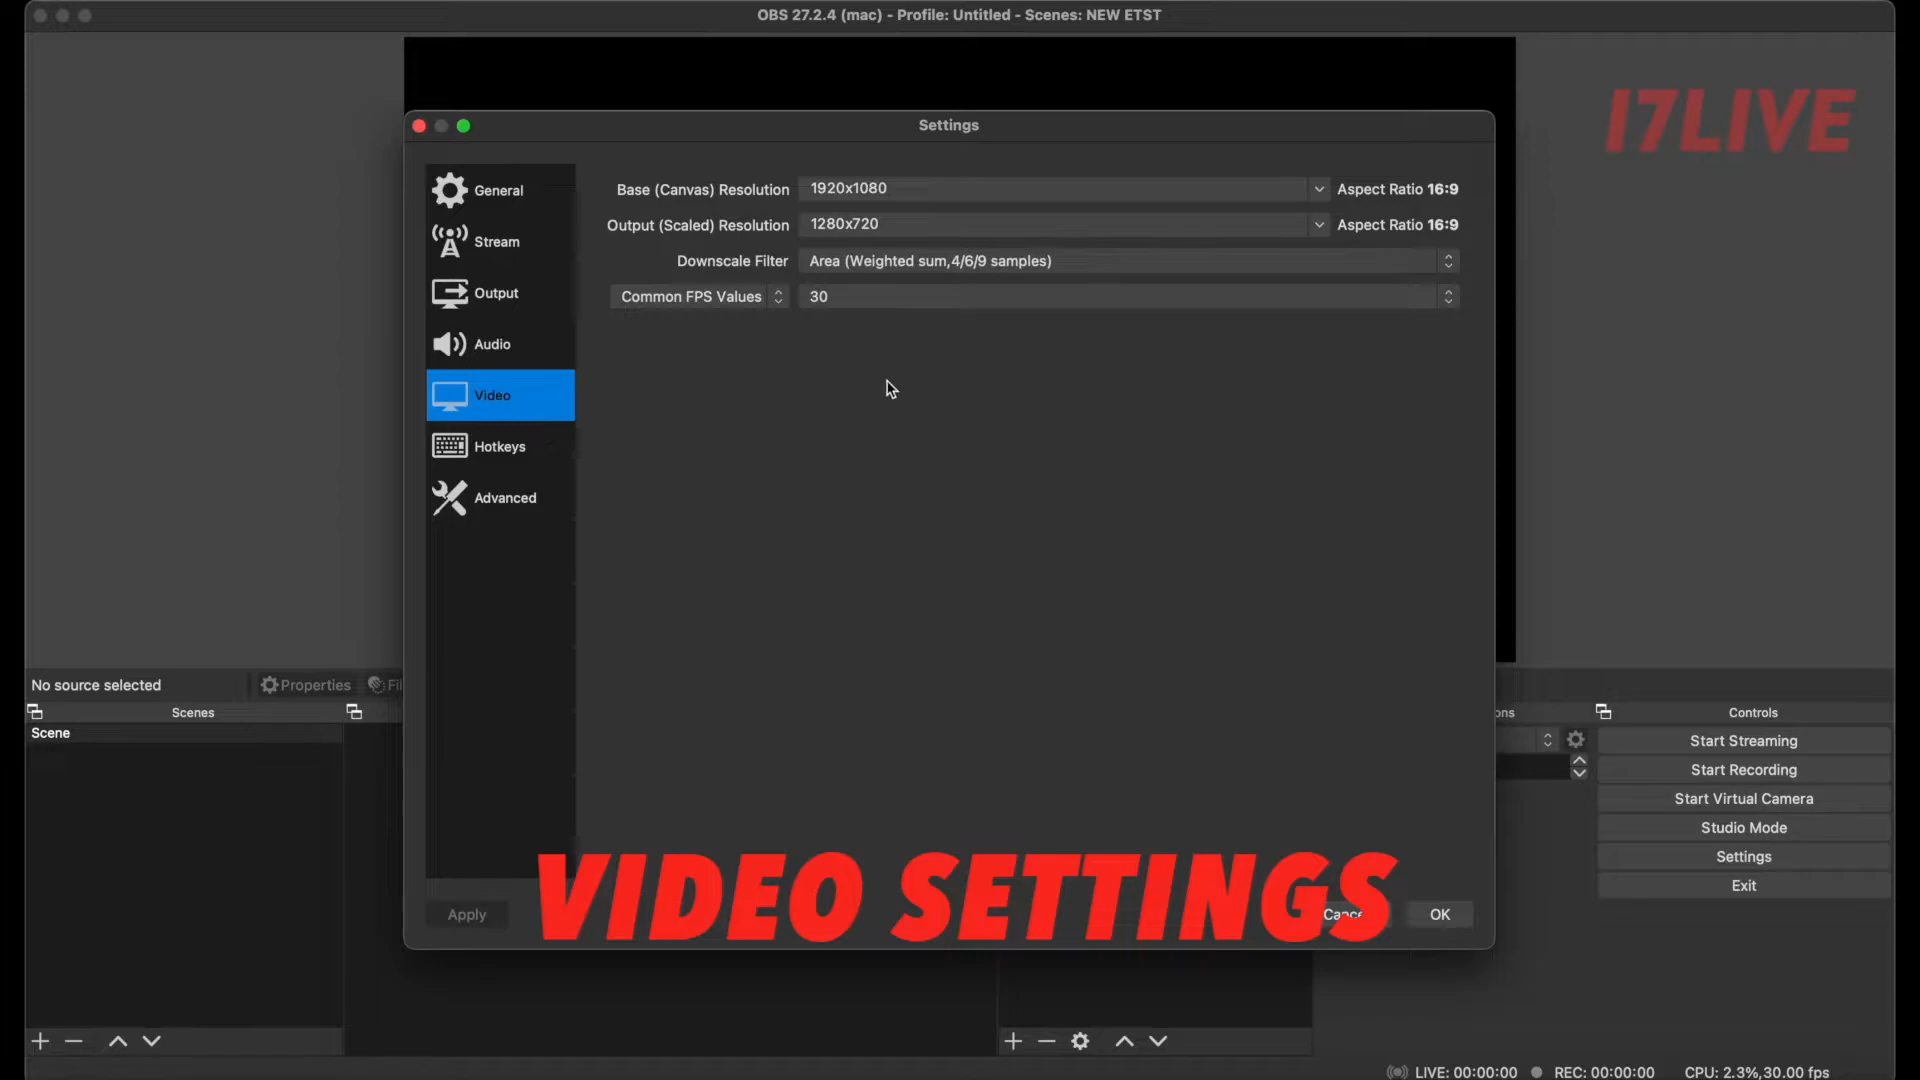 OBS 27.2.4 (mac) - Profile: Untitled - Scenes: NEW ETST
17LIVE
Settings
General
Stream
Output
Audio
Video
Hotkeys
Advanced
Base (Canvas) Resolution 1920x1080 Aspect Ratio 16:9
Output (Scaled) Resolution 1280x720 Aspect Ratio 16:9
Downscale Filter Area (Weighted sum,4/6/9 samples)
Common FPS Values 30
No source selected Properties Fil
Scenes
Scene
ons
Controls
Start Streaming
Start Recording
Start Virtual Camera
Studio Mode
Settings
Exit
VIDEO SETTINGS
Apply Cance OK
LIVE: 00:00:00 REC: 00:00:00 CPU: 2.3%,30.00 fps